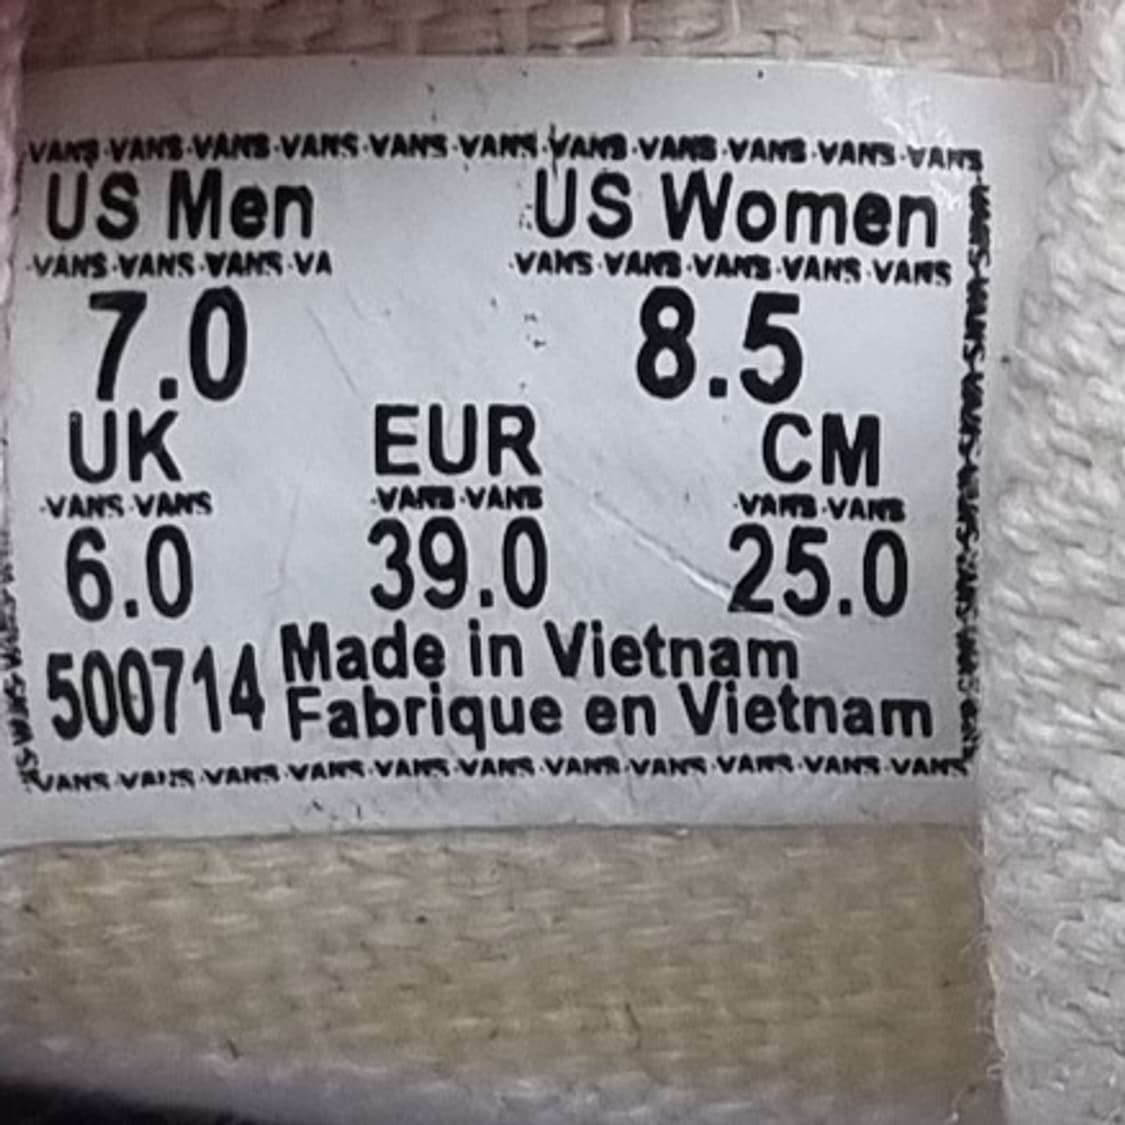 VANS·VANS·VANS·VANS·VANS·VANS·VANS·VANS·VANS·VANS·VANS
US Men US Women
·VANS·VANS·VANS·VA ·VANS·VANS·VANS·VANS·VANS
7.0 8.5
UK EUR CM
·VANS·VANS ·VANS·VANS ·VANS·VANS
6.0 39.0 25.0
500714 Made in Vietnam
Fabrique en Vietnam
VANS·VANS·VANS·VANS·VANS·VANS·VANS·VANS·VANS·VANS·VANS